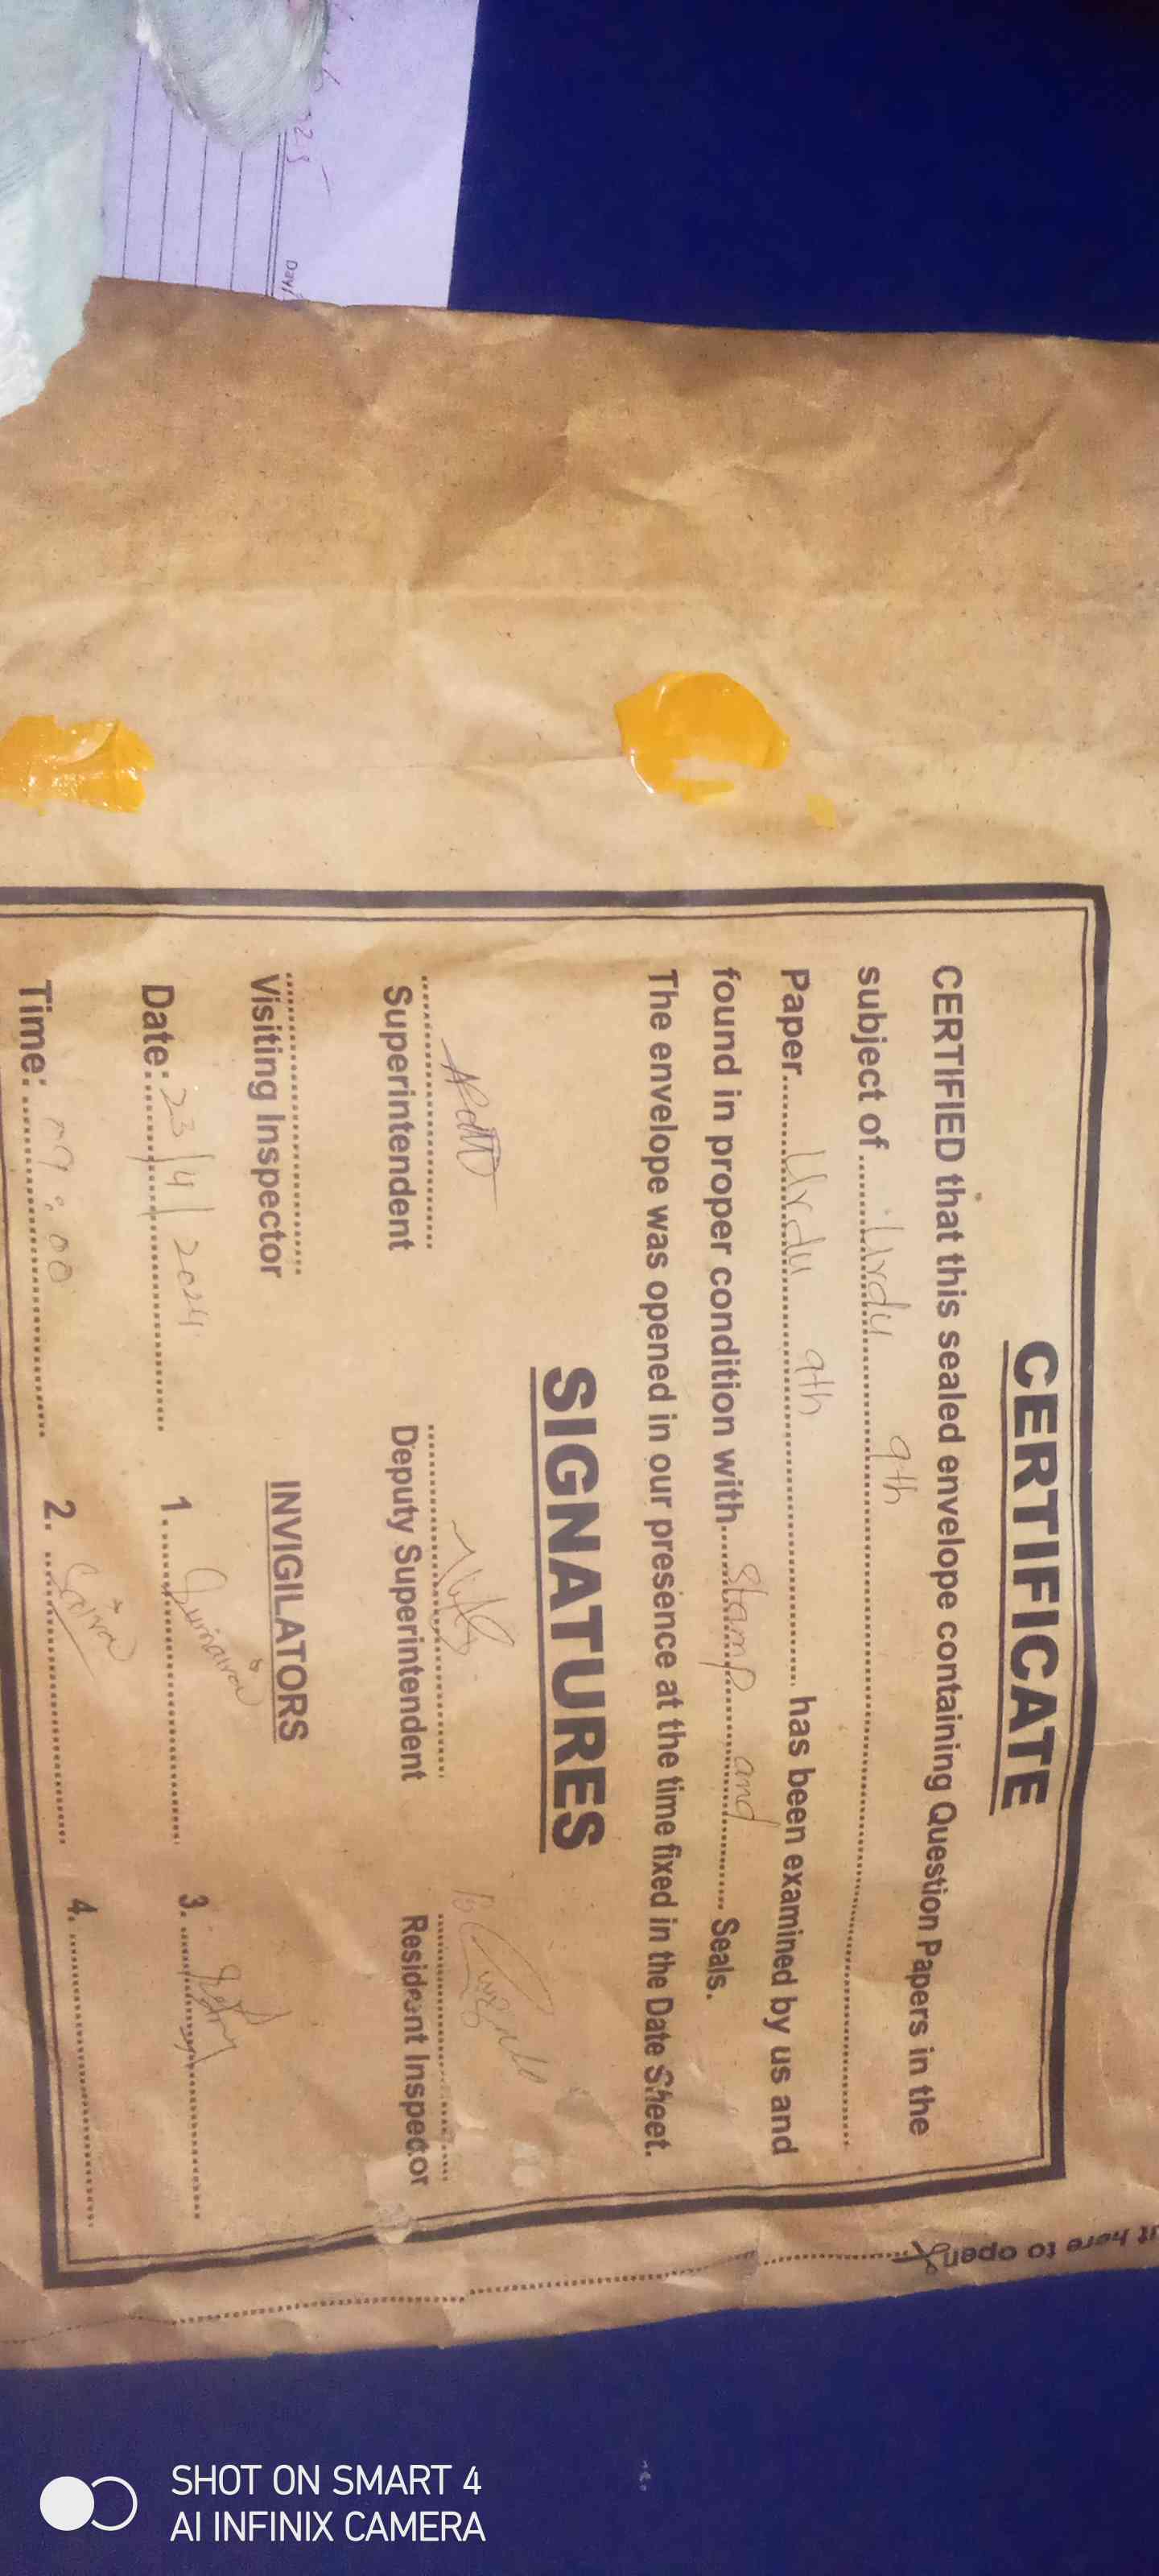 CERTIFICATE
CERTIFIED that this sealed envelope containing Question Papers in the
subject of Urdu 9th
Paper Urdu 9th has been examined by us and
found in proper condition with Stamp and Seals.
The envelope was opened in our presence at the time fixed in the Date Sheet.
SIGNATURES
Superintendent Deputy Superintendent Resident Inspector
Visiting Inspector INVIGILATORS
Date: 23/4/2024 1. Sumaira 3.
Time: 09:00 2. Saira 4.
here to open
SHOT ON SMART 4
AI INFINIX CAMERA